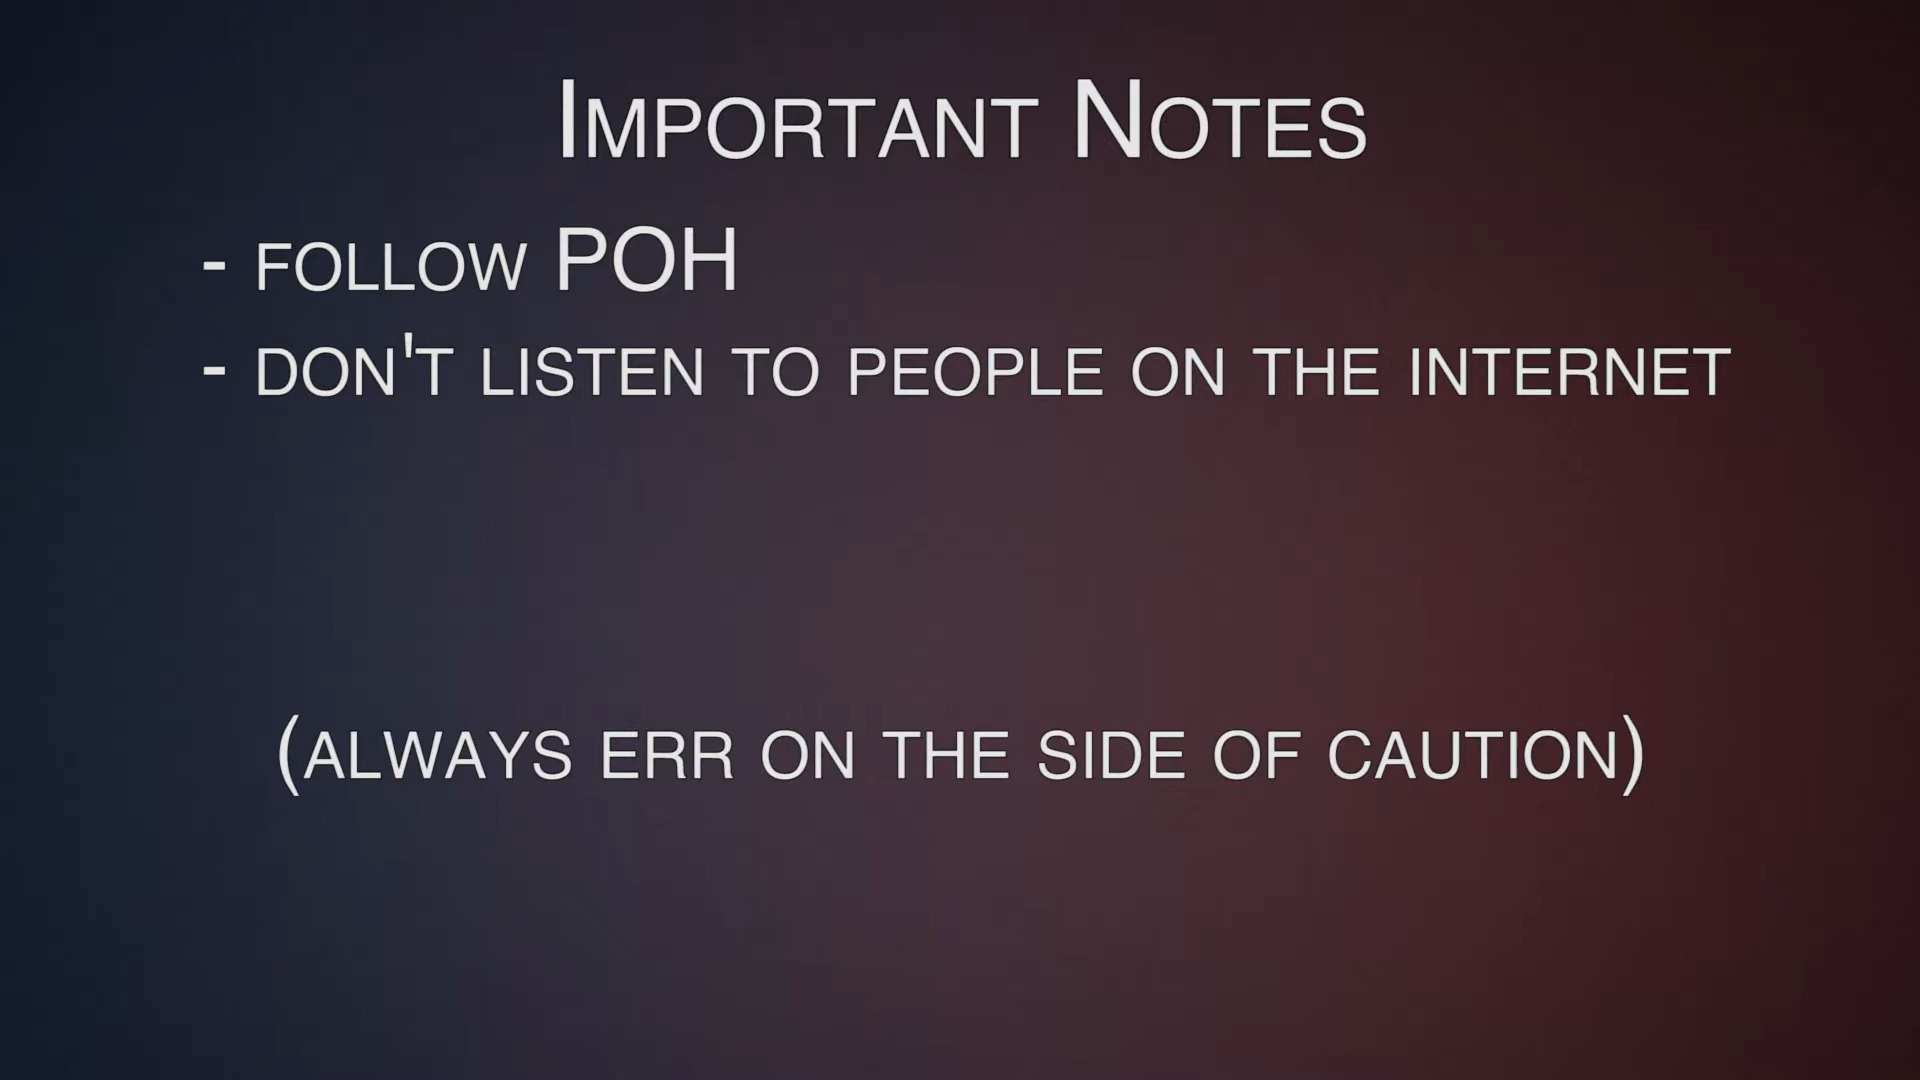 Important Notes
- follow POH
- don't listen to people on the internet
(always err on the side of caution)